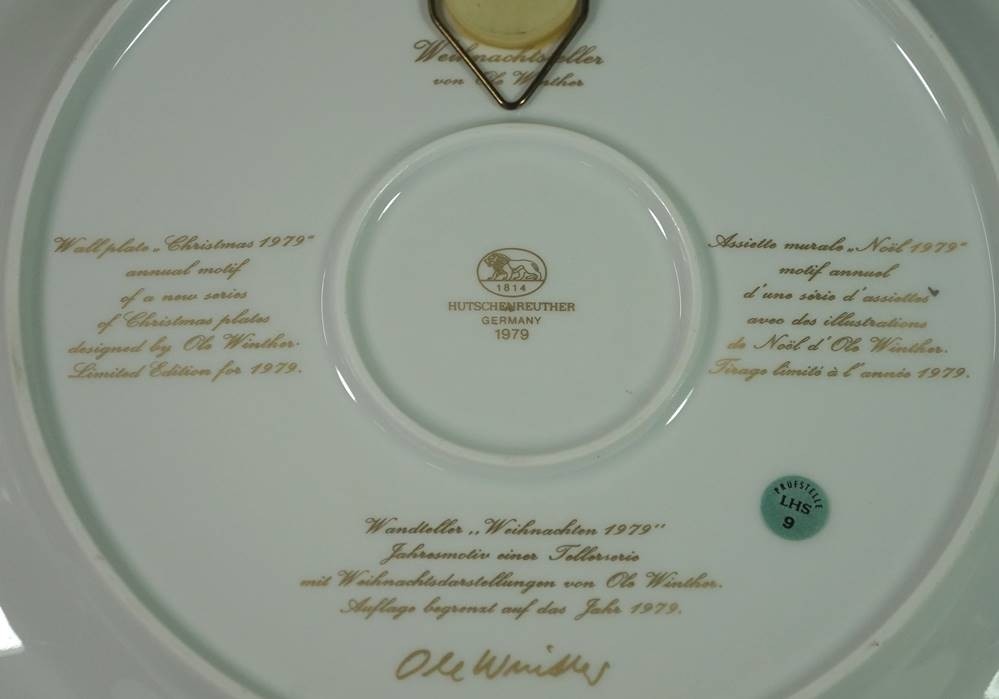 Weihnachtsteller
von Ole Winther
Wallplate „Christmas 1979"
annual motif
of a new series
of Christmas plates
designed by Ole Winther.
Limited Edition for 1979.
1814
HUTSCHENREUTHER
GERMANY
1979
Assiette murale „Noël 1979"
motif annuel
d'une série d'assiettes
avec des illustrations
de Noël d'Ole Winther.
Tirage limité à l'année 1979.
PRÜFSTELLE
LHS
9
Wandteller „Weihnachten 1979"
Jahresmotiv einer Tellerserie
mit Weihnachtsdarstellungen von Ole Winther.
Auflage begrenzt auf das Jahr 1979.
Ole Winther